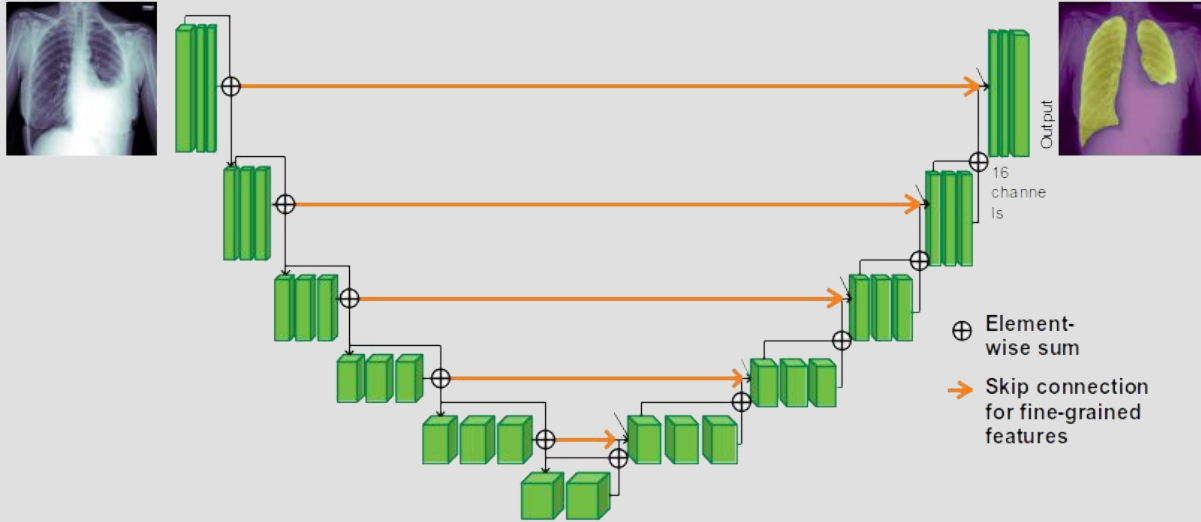 Output
16
channe
ls
Element-
wise sum
Skip connection
for fine-grained
features